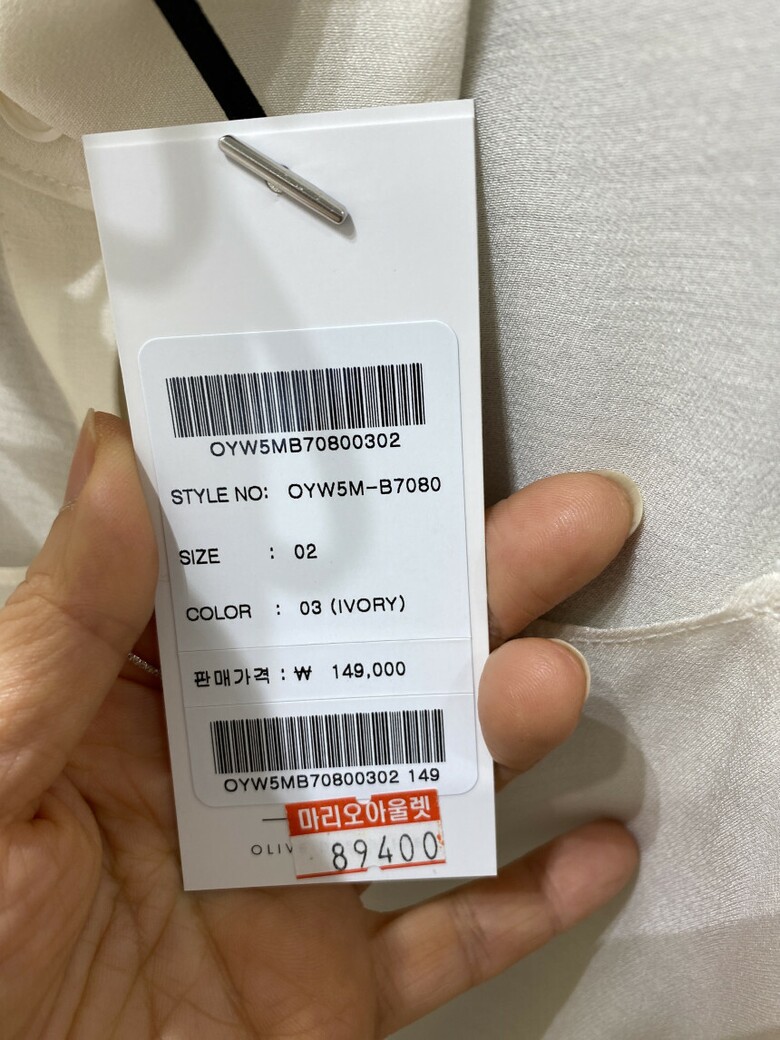 OYW5MB70800302
STYLE NO: OYW5M-B7080
SIZE : 02
COLOR : 03 (IVORY)
판매가격 : ₩ 149,000
OYW5MB70800302 149
마리오아울렛
89400